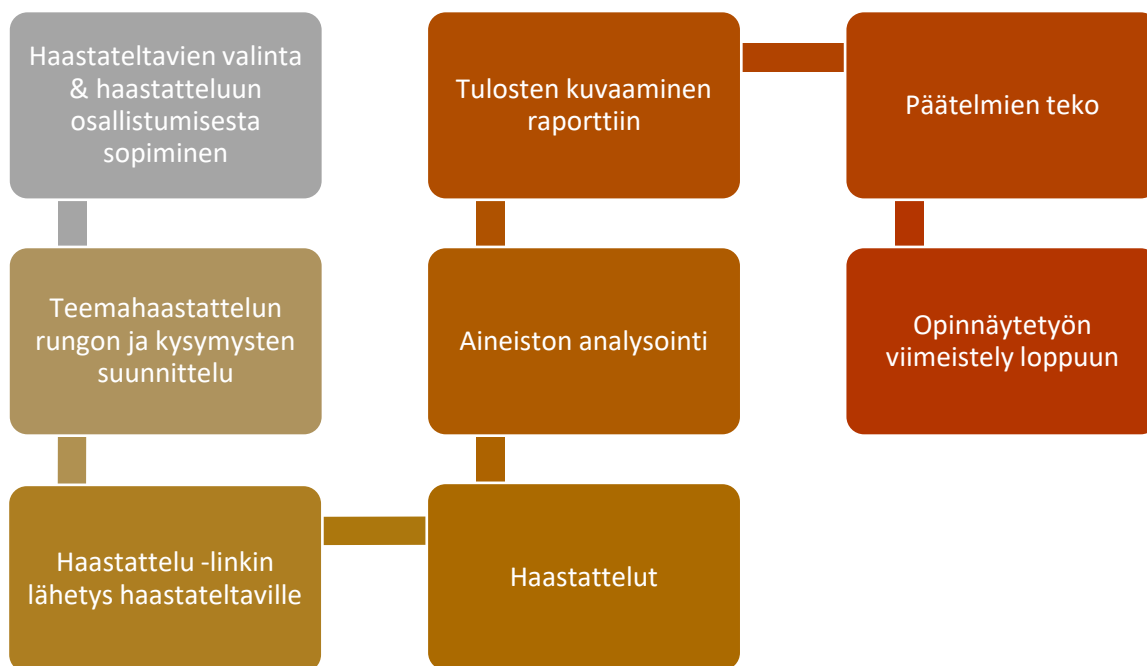 Haastateltavien valinta
& haastatteluun
osallistumisesta
sopiminen
Teemahaastattelun
rungon ja kysymysten
suunnittelu
Haastattelu -linkin
lähetys haastateltaville
Haastattelut
Aineiston analysointi
Tulosten kuvaaminen
raporttiin
Päätelmien teko
Opinnäytetyön
viimeistely loppuun